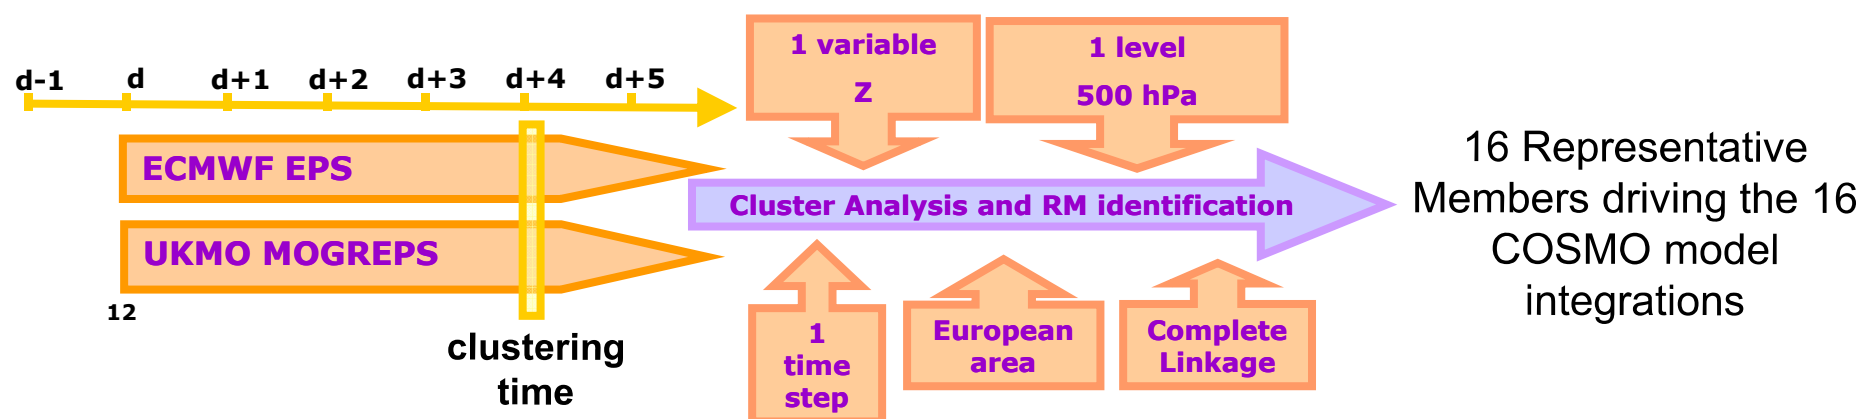 d-1 d d+1 d+2 d+3 d+4 d+5
ECMWF EPS
UKMO MOGREPS
12
clustering
time
1 variable
Z
1 level
500 hPa
Cluster Analysis and RM identification
1
time
step
European
area
Complete
Linkage
16 Representative
Members driving the 16
COSMO model
integrations